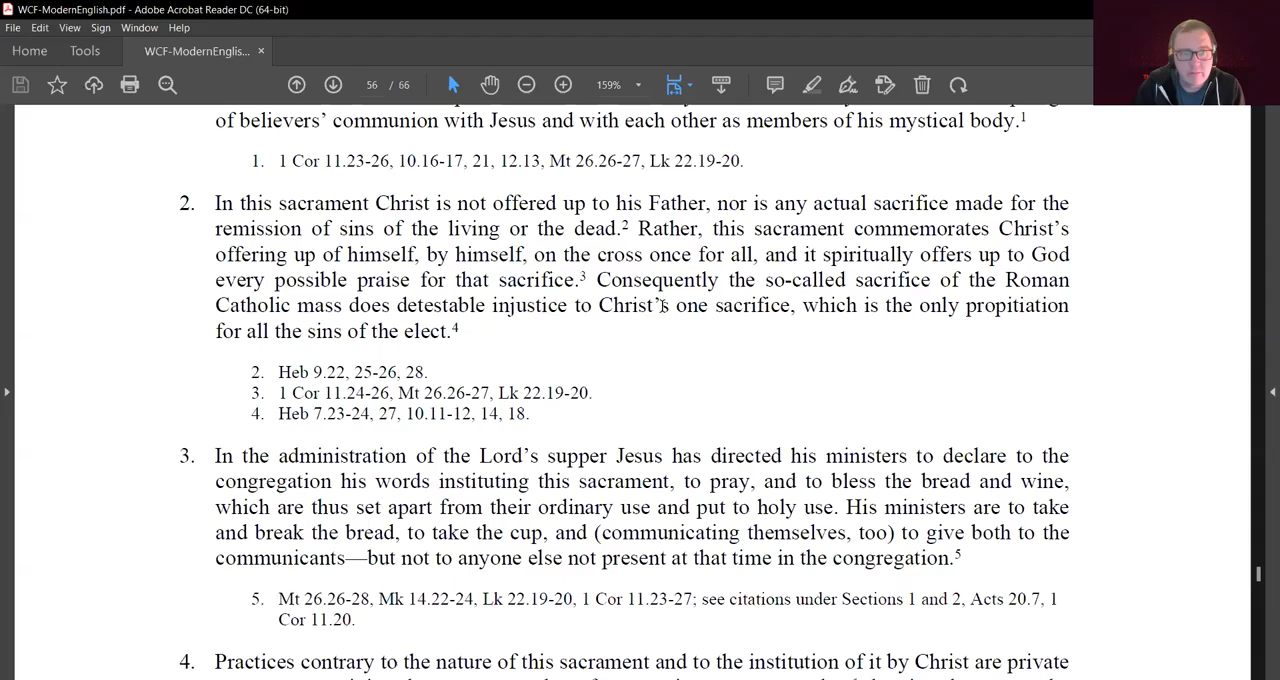 WCF-ModernEnglish.pdf - Adobe Acrobat Reader DC (64-bit)
File Edit View Sign Window Help
Home Tools WCF-ModernEnglis... ×
56 / 66 159%
of believers’ communion with Jesus and with each other as members of his mystical body.¹
1. 1 Cor 11.23-26, 10.16-17, 21, 12.13, Mt 26.26-27, Lk 22.19-20.
2. In this sacrament Christ is not offered up to his Father, nor is any actual sacrifice made for the
remission of sins of the living or the dead.² Rather, this sacrament commemorates Christ’s
offering up of himself, by himself, on the cross once for all, and it spiritually offers up to God
every possible praise for that sacrifice.³ Consequently the so-called sacrifice of the Roman
Catholic mass does detestable injustice to Christ’s one sacrifice, which is the only propitiation
for all the sins of the elect.⁴
2. Heb 9.22, 25-26, 28.
3. 1 Cor 11.24-26, Mt 26.26-27, Lk 22.19-20.
4. Heb 7.23-24, 27, 10.11-12, 14, 18.
3. In the administration of the Lord’s supper Jesus has directed his ministers to declare to the
congregation his words instituting this sacrament, to pray, and to bless the bread and wine,
which are thus set apart from their ordinary use and put to holy use. His ministers are to take
and break the bread, to take the cup, and (communicating themselves, too) to give both to the
communicants—but not to anyone else not present at that time in the congregation.⁵
5. Mt 26.26-28, Mk 14.22-24, Lk 22.19-20, 1 Cor 11.23-27; see citations under Sections 1 and 2, Acts 20.7, 1
Cor 11.20.
4. Practices contrary to the nature of this sacrament and to the institution of it by Christ are private